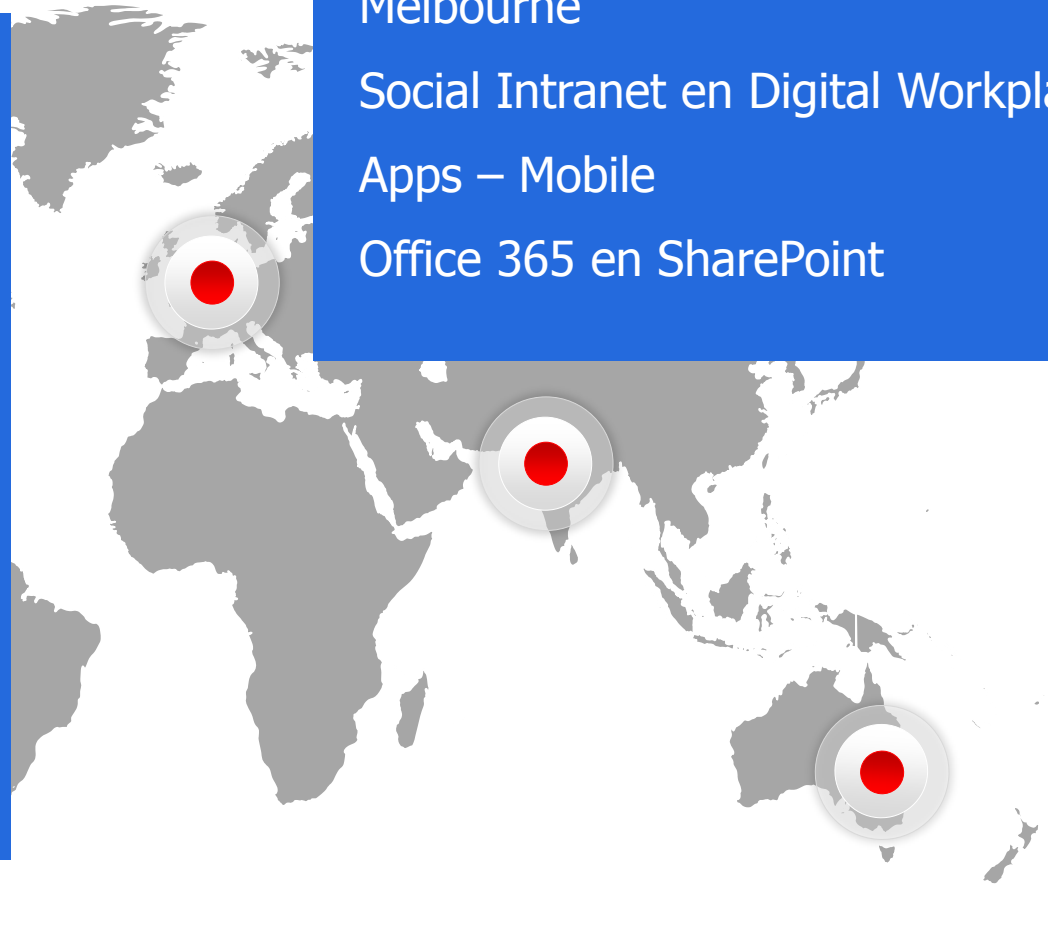 Melbourne
Social Intranet en Digital Workpla
Apps – Mobile
Office 365 en SharePoint